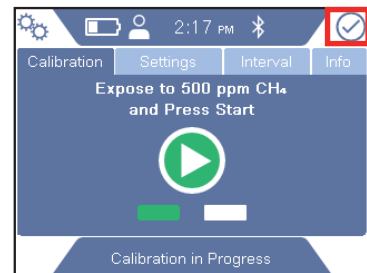 2:17 PM
Calibration Settings Interval Info
Expose to 500 ppm CH₄
and Press Start
Calibration in Progress